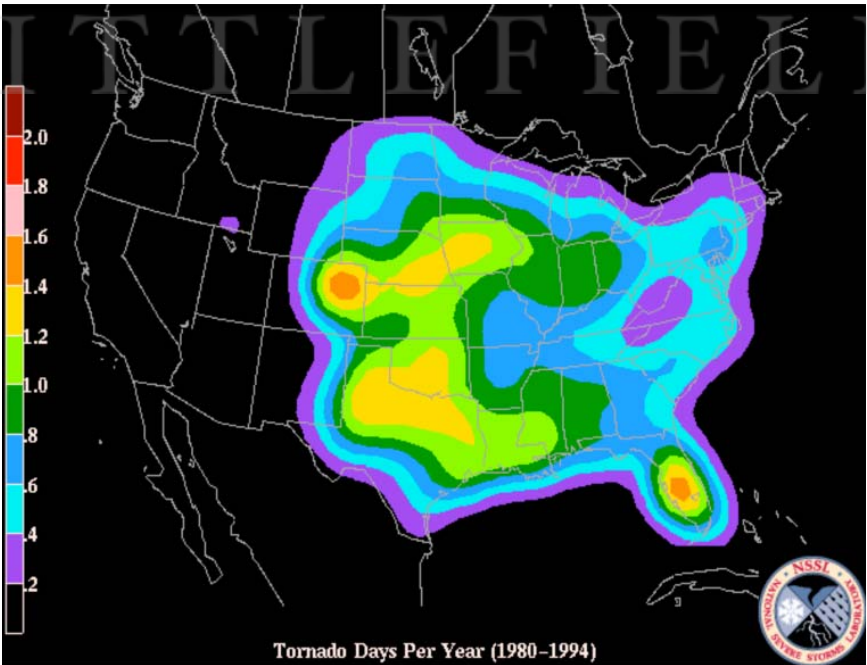 ITTLEFIEL
2.0
1.8
1.6
1.4
1.2
1.0
.8
.6
.4
.2
Tornado Days Per Year (1980-1994)
NSSL
NATIONAL SEVERE STORMS LABORATORY